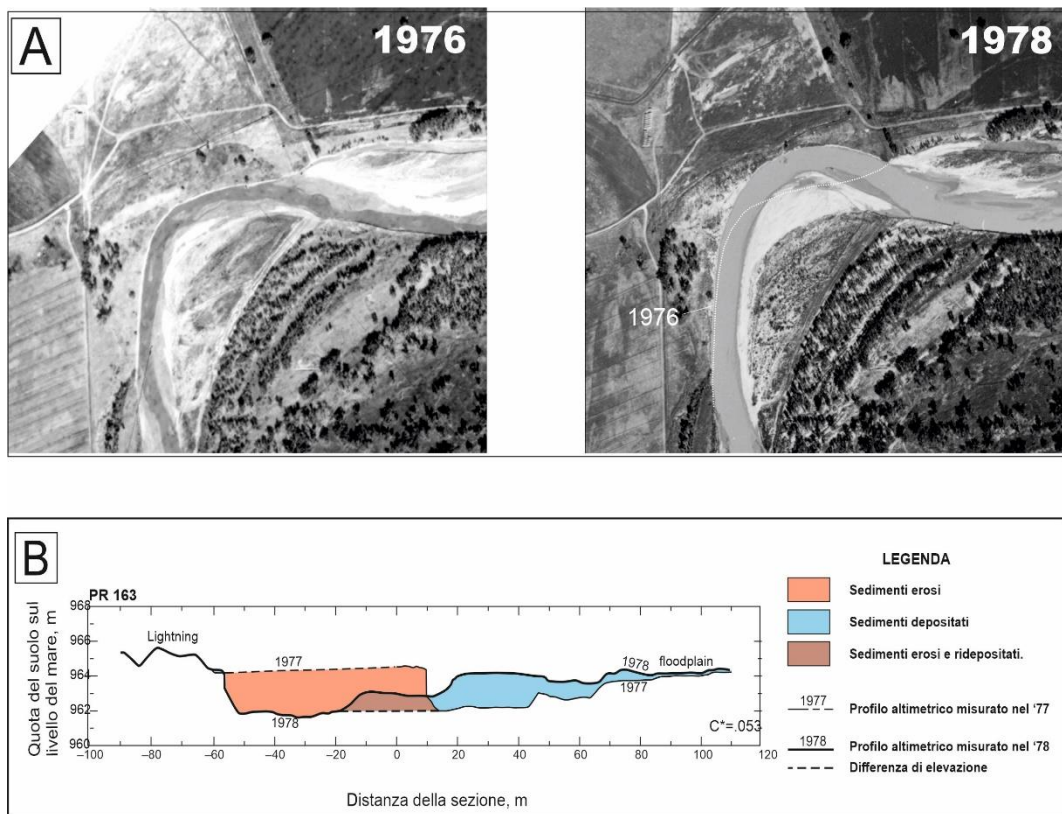 A
1976
1978
1976
B
PR 163
968
966
964
962
960
Quota del suolo sul
livello del mare, m
Lightning
1977
1978
1978
1977
floodplain
C*=.053
−100
−80
−60
−40
−20
0
20
40
60
80
100
120
Distanza della sezione, m
LEGENDA
Sedimenti erosi
Sedimenti depositati
Sedimenti erosi e ridepositati.
1977
Profilo altimetrico misurato nel ‘77
1978
Profilo altimetrico misurato nel ‘78
Differenza di elevazione